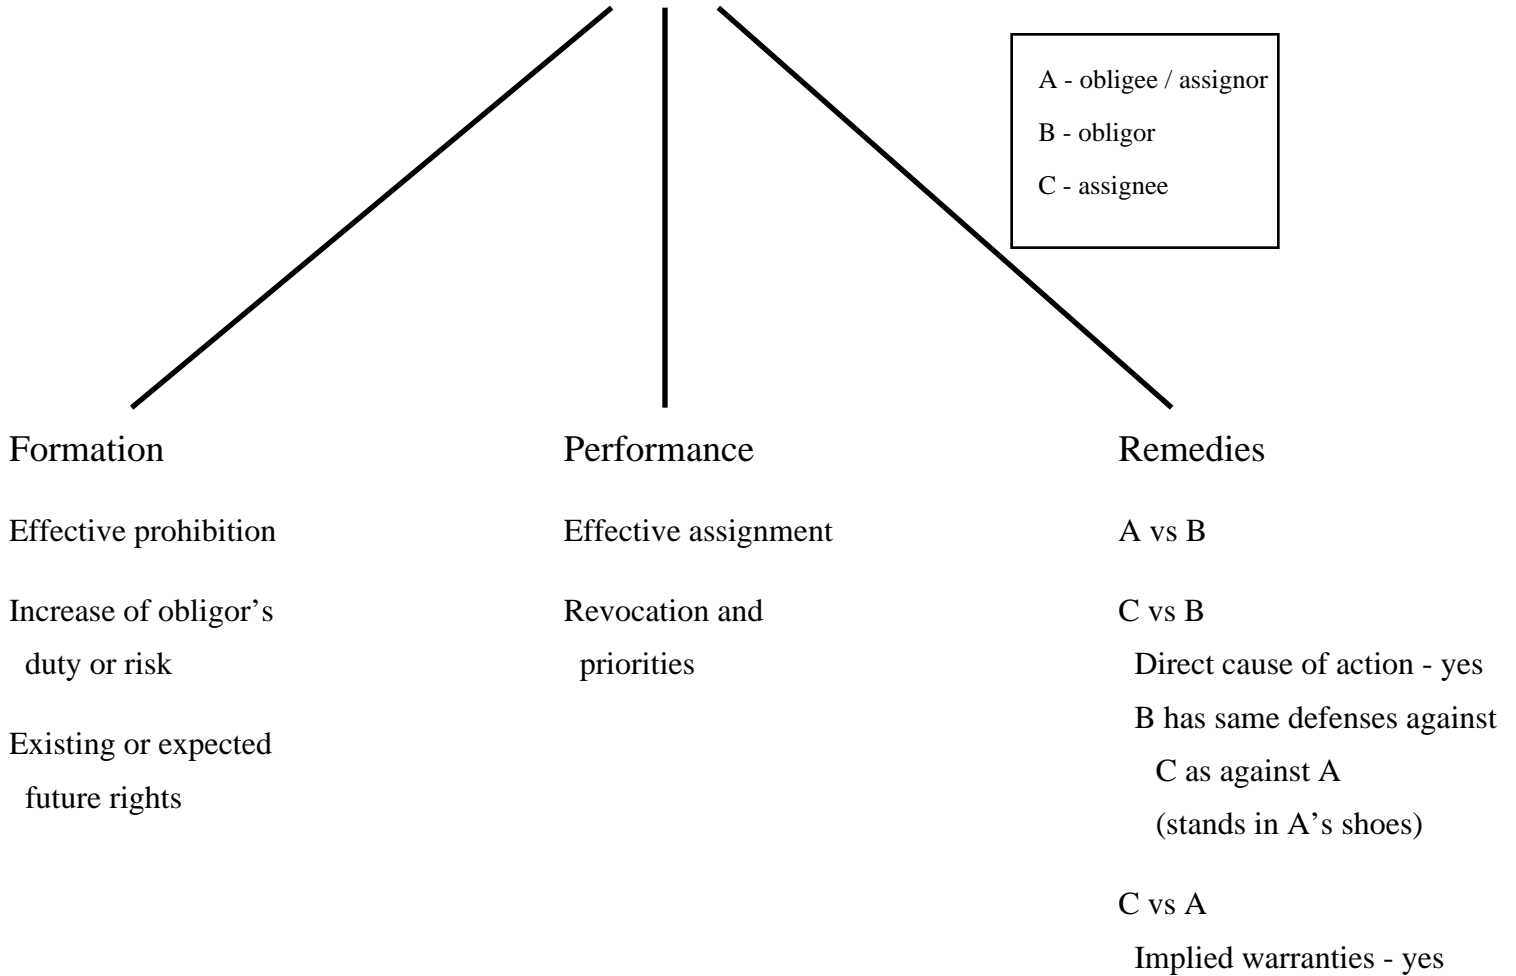 A - obligee / assignor
B - obligor
C - assignee
Formation
Effective prohibition
Increase of obligor’s
duty or risk
Existing or expected
future rights
Performance
Effective assignment
Revocation and
priorities
Remedies
A vs B
C vs B
Direct cause of action - yes
B has same defenses against
C as against A
(stands in A’s shoes)
C vs A
Implied warranties - yes